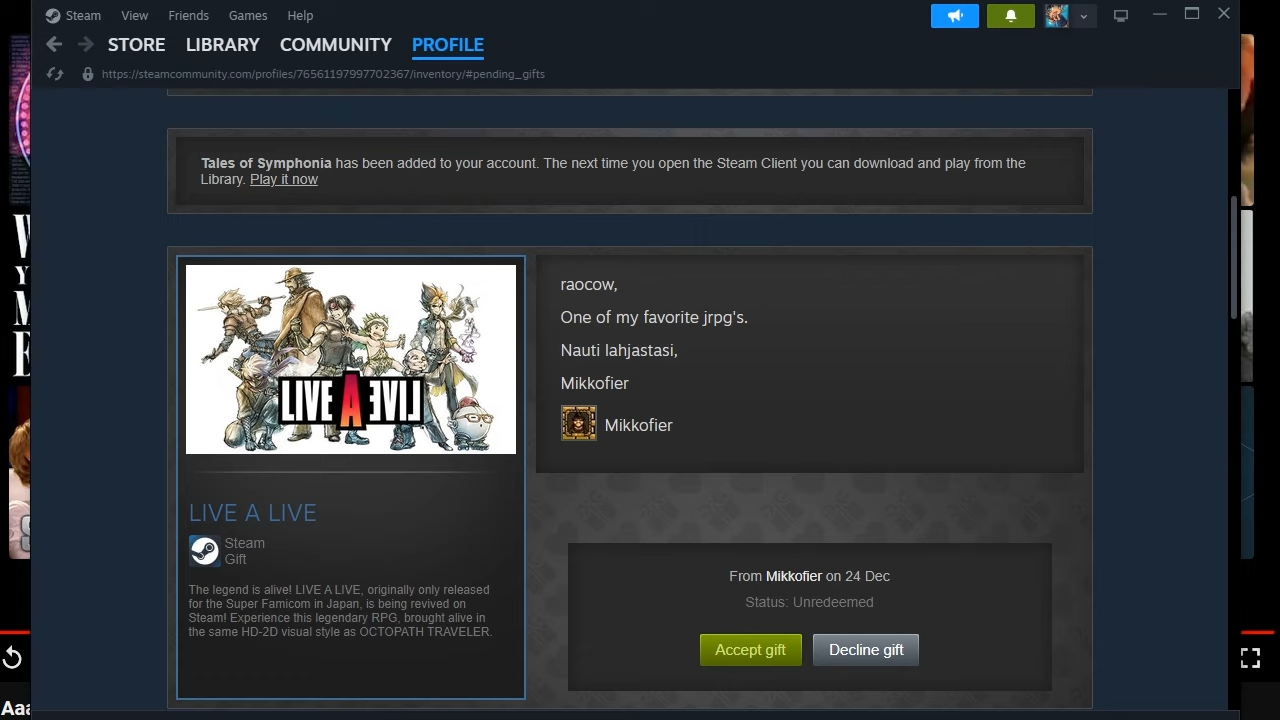 Steam View Friends Games Help
STORE LIBRARY COMMUNITY PROFILE
https://steamcommunity.com/profiles/76561197997702367/inventory/#pending_gifts
Tales of Symphonia has been added to your account. The next time you open the Steam Client you can download and play from the
Library. Play it now
LIVE A LIVE
raocow,
One of my favorite jrpg's.
Nauti lahjastasi,
Mikkofier
Mikkofier
LIVE A LIVE
Steam
Gift
The legend is alive! LIVE A LIVE, originally only released
for the Super Famicom in Japan, is being revived on
Steam! Experience this legendary RPG, brought alive in
the same HD-2D visual style as OCTOPATH TRAVELER.
From Mikkofier on 24 Dec
Status: Unredeemed
Accept gift Decline gift
Aaa